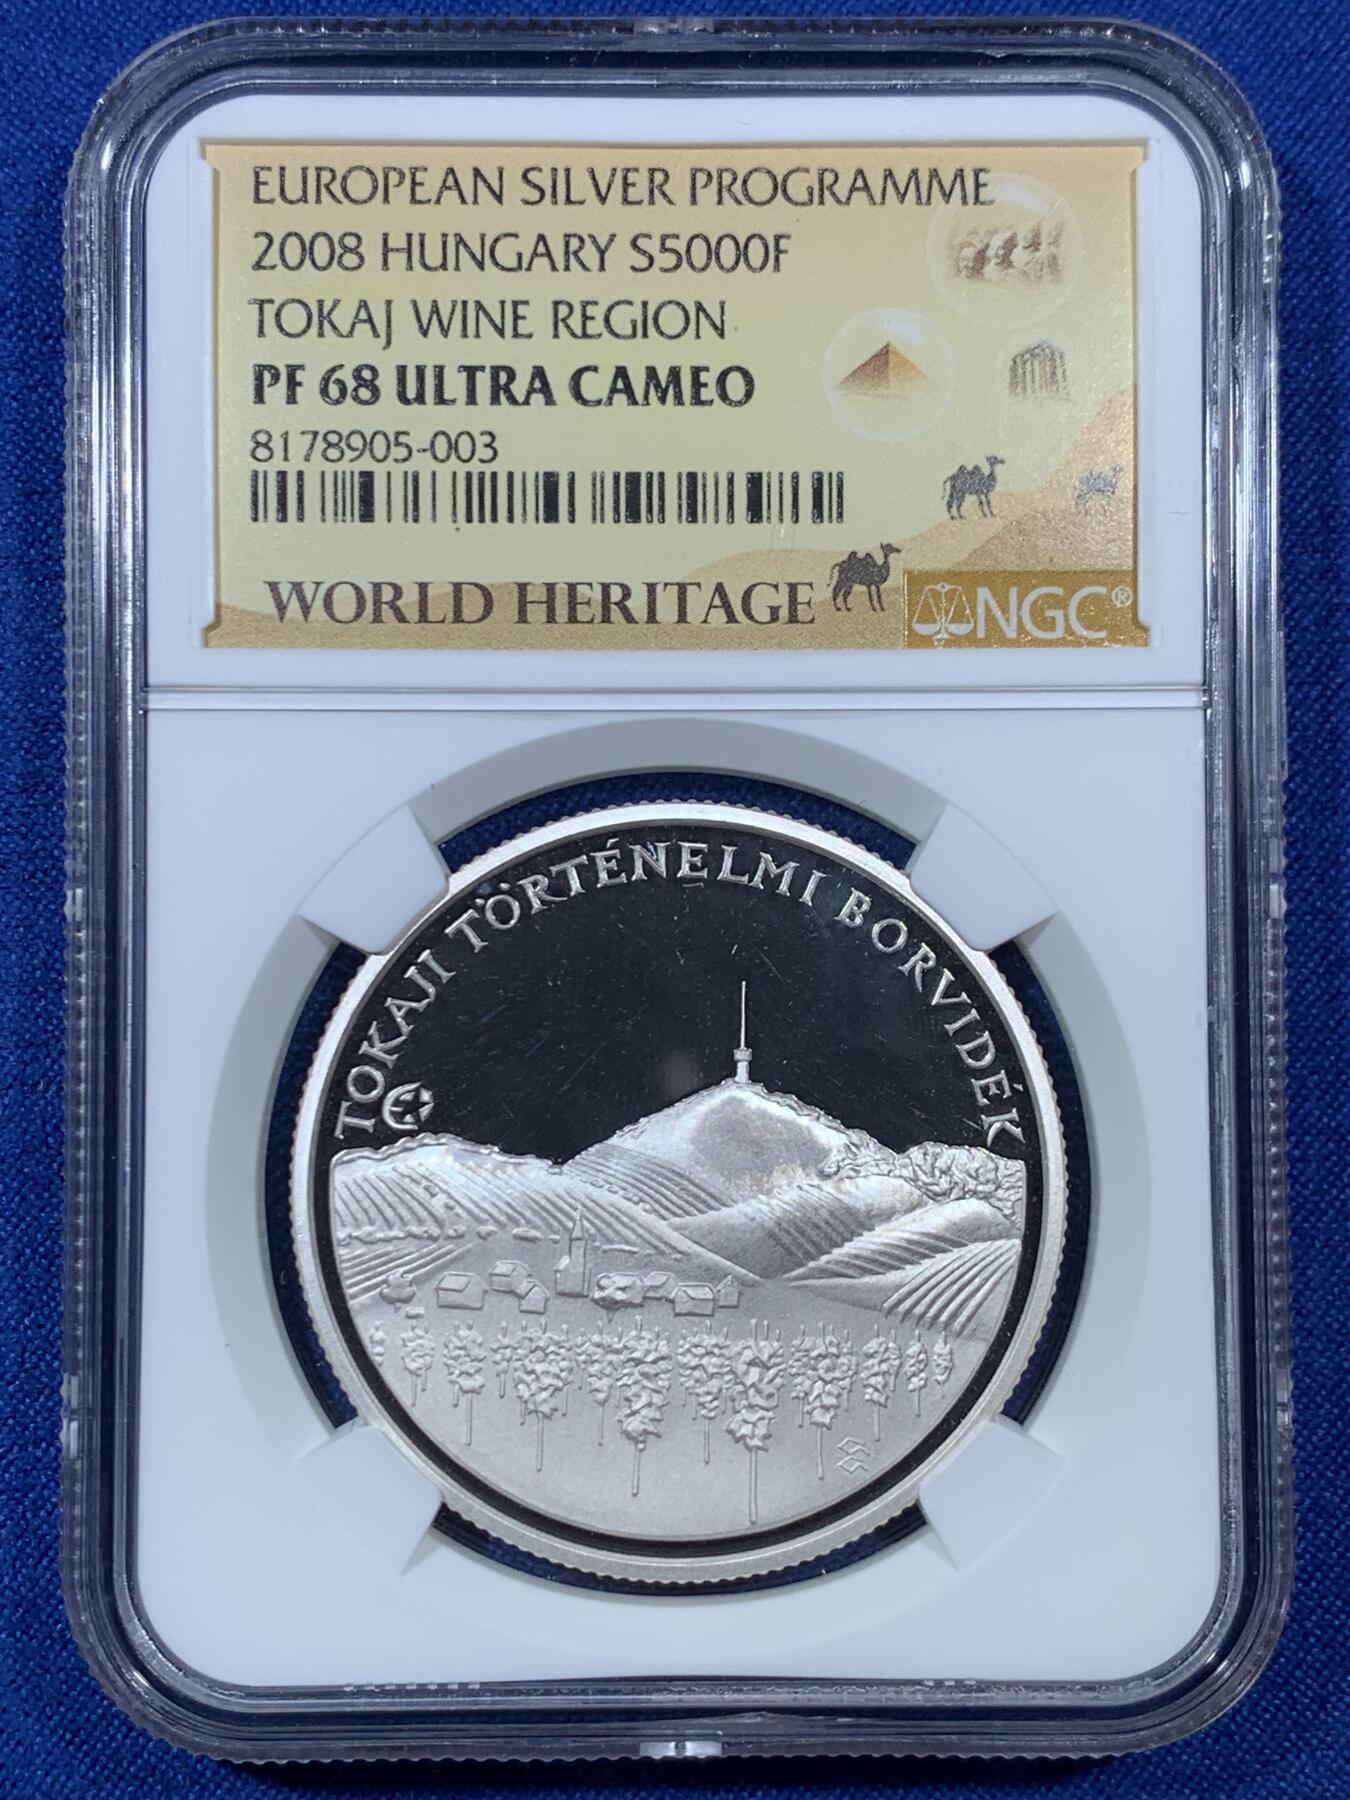 EUROPEAN SILVER PROGRAMME
2008 HUNGARY S5000F
TOKAJ WINE REGION
PF 68 ULTRA CAMEO
8178905-003
WORLD HERITAGE
NGC®
TOKAJI TÖRTÉNELMI BORVIDÉK